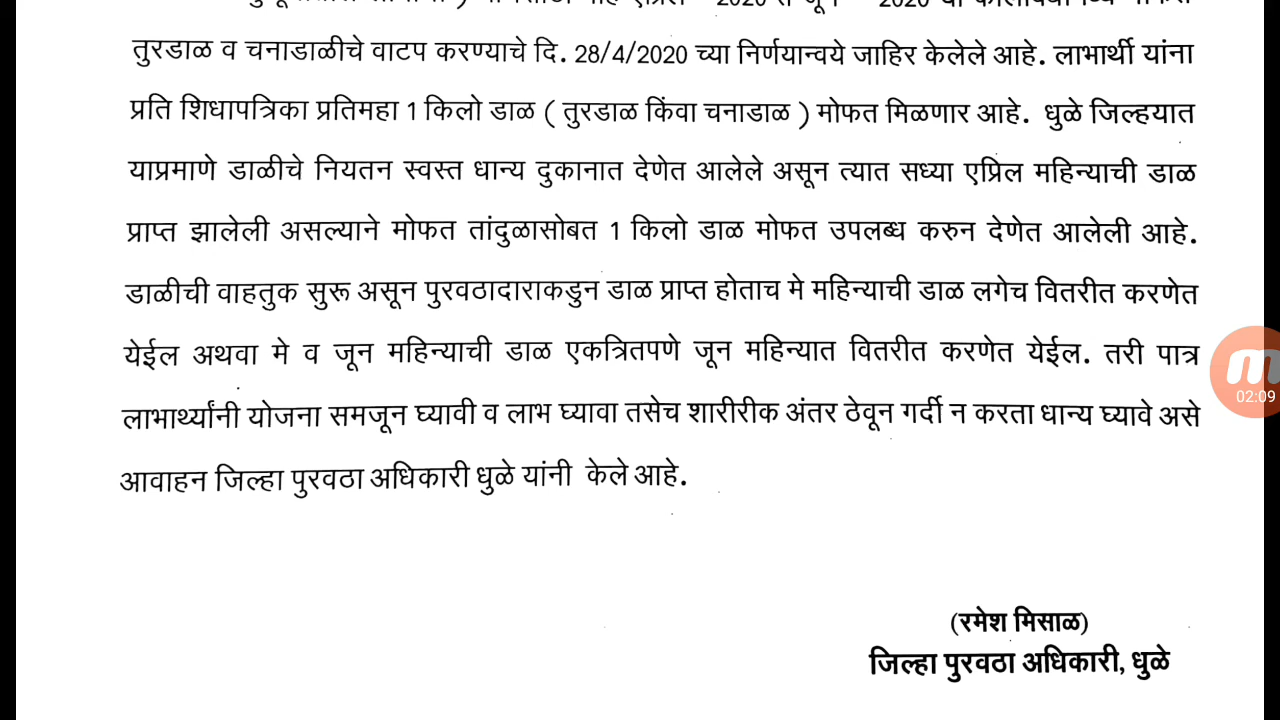 2020 2020
तुरडाळ व चनाडाळीचे वाटप करण्याचे दि. 28/4/2020 च्या निर्णयान्वये जाहिर केलेले आहे. लाभार्थी यांना
प्रति शिधापत्रिका प्रतिमहा 1 किलो डाळ ( तुरडाळ किंवा चनाडाळ ) मोफत मिळणार आहे. धुळे जिल्हयात
याप्रमाणे डाळीचे नियतन स्वस्त धान्य दुकानात देणेत आलेले असून त्यात सध्या एप्रिल महिन्याची डाळ
प्राप्त झालेली असल्याने मोफत तांदुळासोबत 1 किलो डाळ मोफत उपलब्ध करुन देणेत आलेली आहे.
डाळीची वाहतुक सुरू असून पुरवठादाराकडुन डाळ प्राप्त होताच मे महिन्याची डाळ लगेच वितरीत करणेत
येईल अथवा मे व जून महिन्याची डाळ एकत्रितपणे जून महिन्यात वितरीत करणेत येईल. तरी पात्र
लाभार्थ्यांनी योजना समजून घ्यावी व लाभ घ्यावा तसेच शारीरीक अंतर ठेवून गर्दी न करता धान्य घ्यावे असे
आवाहन जिल्हा पुरवठा अधिकारी धुळे यांनी केले आहे.
02:09
(रमेश मिसाळ)
जिल्हा पुरवठा अधिकारी, धुळे